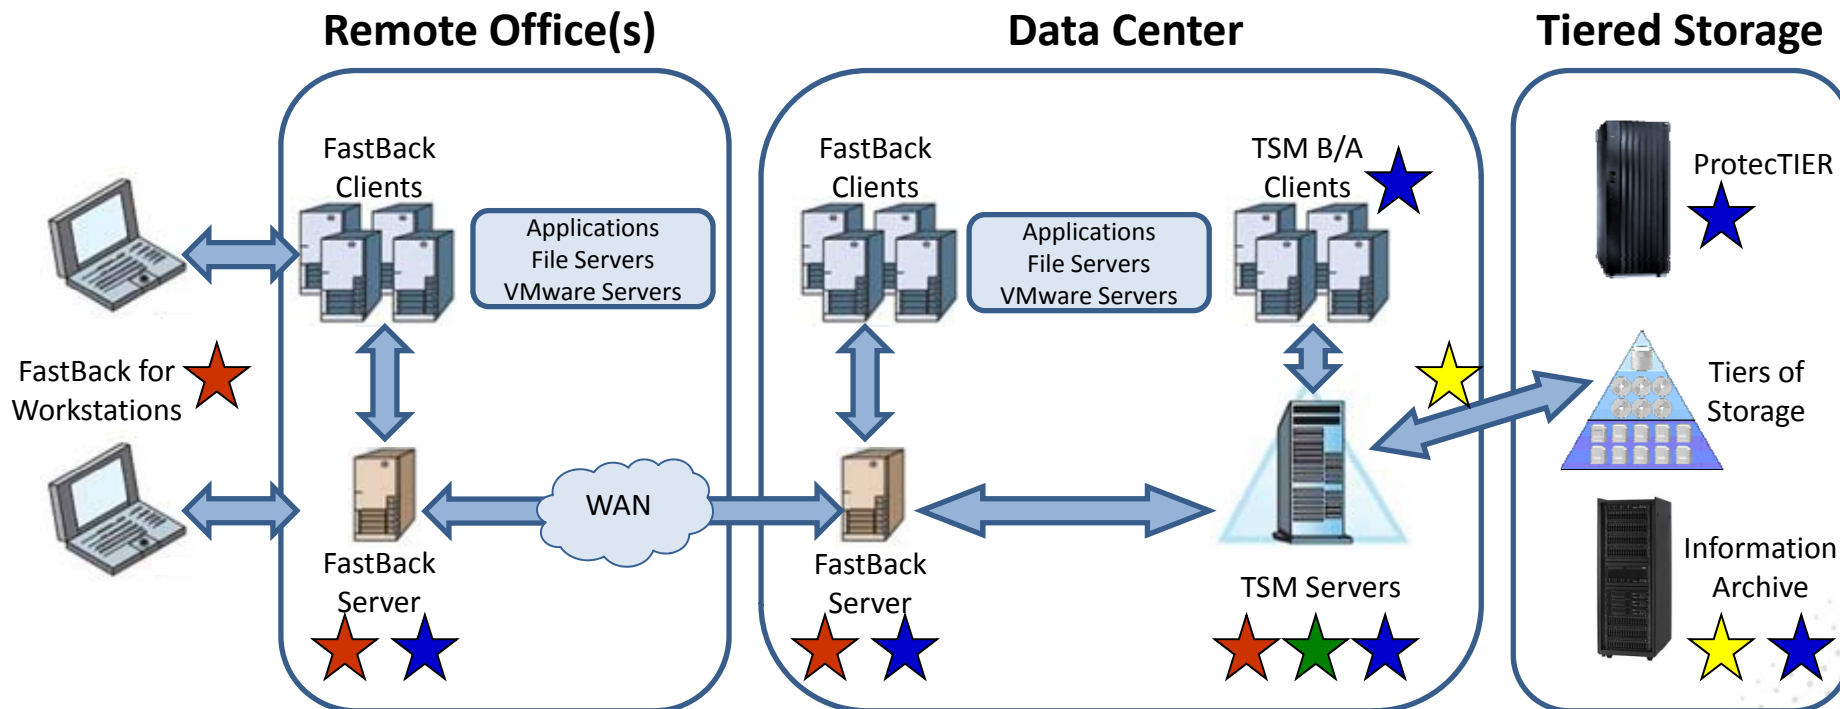 Remote Office(s)
Data Center
Tiered Storage
FastBack
Clients
Applications
File Servers
VMware Servers
FastBack
Clients
Applications
File Servers
VMware Servers
TSM B/A
Clients
ProtecTIER
FastBack for
Workstations
Tiers of
Storage
WAN
FastBack
Server
FastBack
Server
TSM Servers
Information
Archive